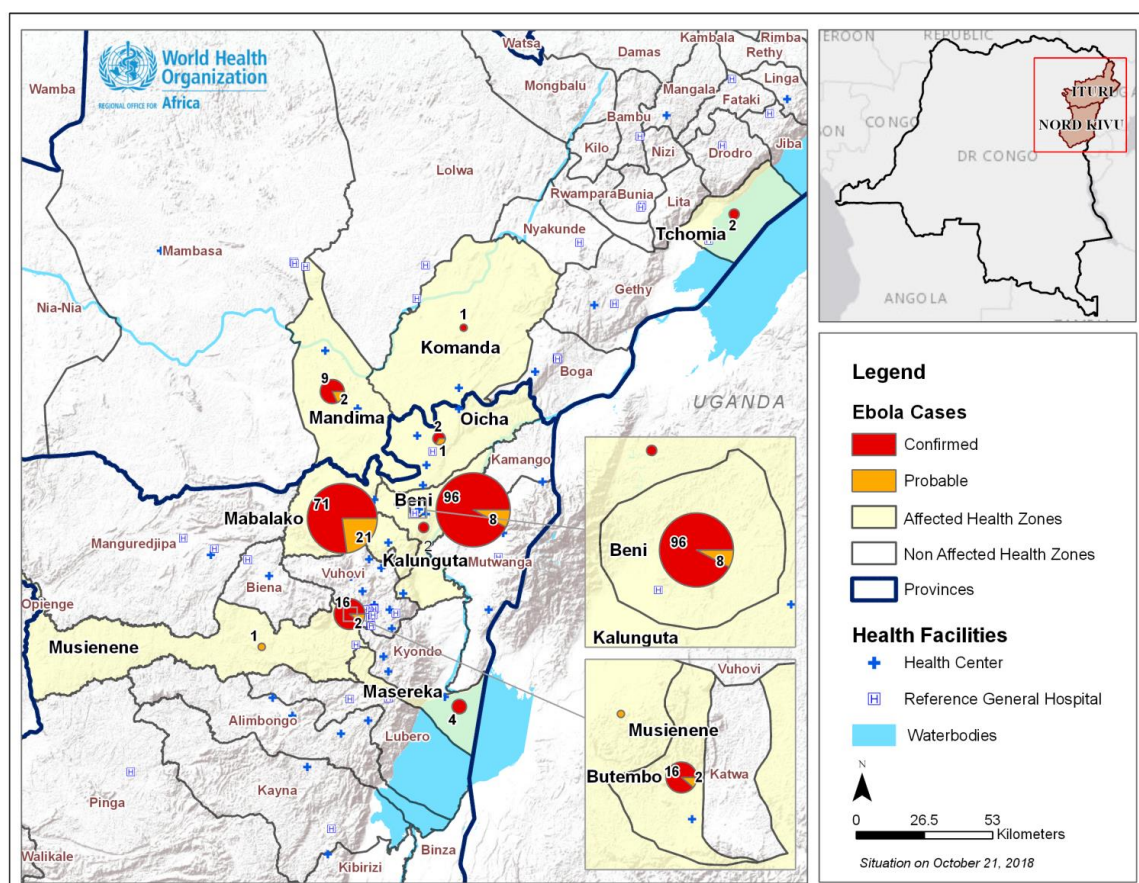 World Health
Organization
REGIONAL OFFICE FOR Africa
Wamba
Watsa
Damas
Kambala
Rimba
Rethy
Mongbalu
Mangala
Linga
Fataki
Bambu
Kilo
Nizi
Drodro
Jiba
Lolwa
Rwampara
Bunia
Lita
Tchomia
2
Nyakunde
Mambasa
Gethy
Nia-Nia
1
Komanda
Boga
9
2
Mandima
Oicha
2
1
UGANDA
Kamango
71
21
Mabalako
Beni
96
8
2
Kalunguta
Mutwanga
Manguredjipa
Biena
Vuhovi
Opienge
16
2
Musienene
1
Kyondo
Masereka
4
Alimbongo
Lubero
Kayna
Pinga
Walikale
Kibirizi
Binza
Beni
96
8
Kalunguta
Vuhovi
Musienene
Butembo
16
2
Katwa
EROON
REPUBLIC
ITURI
NORD KIVU
CONGO
DR CONGO
ANGOLA
Legend
Ebola Cases
Confirmed
Probable
Affected Health Zones
Non Affected Health Zones
Provinces
Health Facilities
Health Center
Reference General Hospital
Waterbodies
N
0 26.5 53
Kilometers
Situation on October 21, 2018